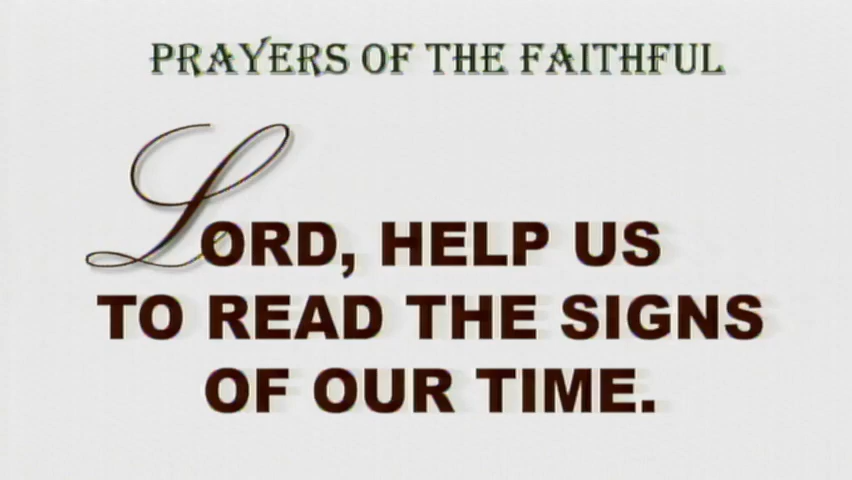 PRAYERS OF THE FAITHFUL
LORD, HELP US
TO READ THE SIGNS
OF OUR TIME.